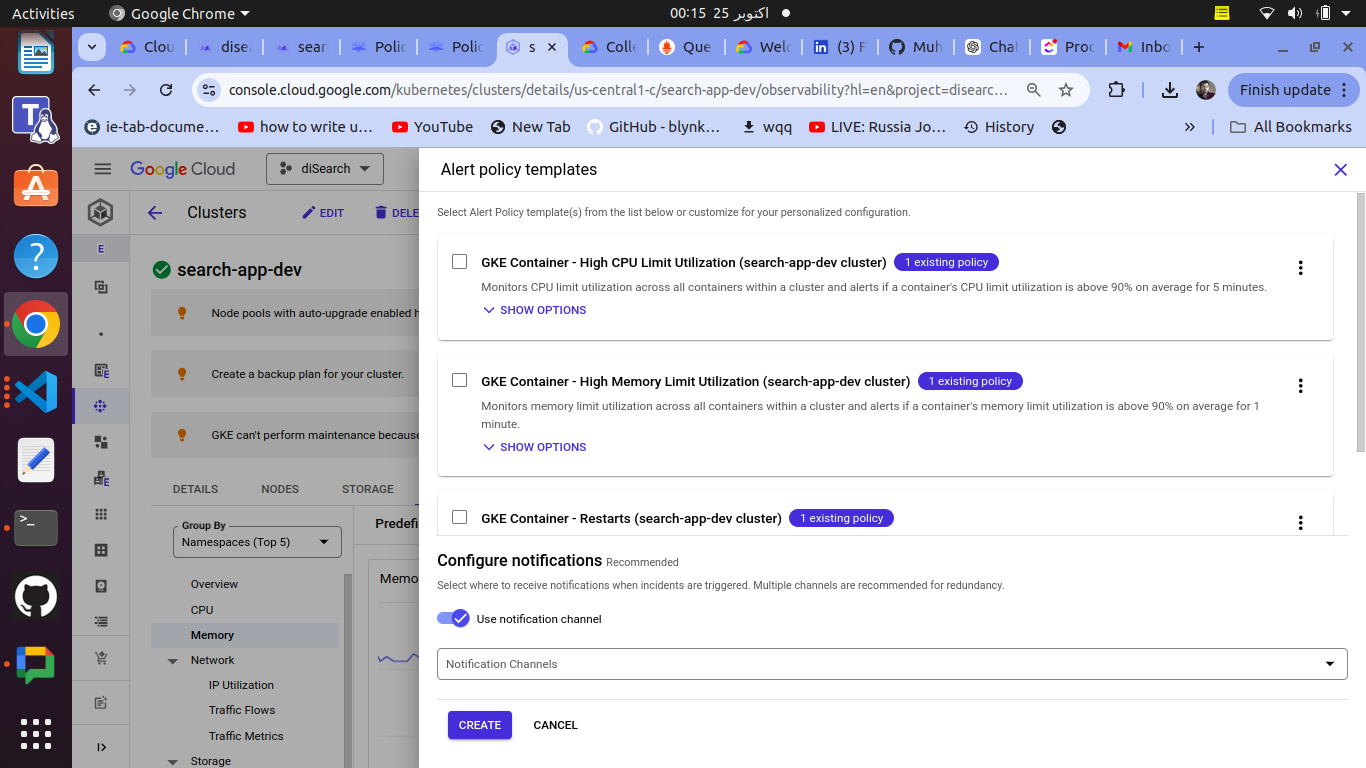 Activities
Google Chrome
00:15 25 اکتوبر
Clou
dise
sear
Polic
Polic
s
Colle
Que
Welc
(3) F
Muh
Chat
Proc
Inbo
console.cloud.google.com/kubernetes/clusters/details/us-central1-c/search-app-dev/observability?hl=en&project=disearc...
Finish update
ie-tab-docume...
how to write u...
YouTube
New Tab
GitHub - blynk...
wqq
LIVE: Russia Jo...
History
»
All Bookmarks
Google Cloud
diSearch
Clusters
EDIT
DELE
E
search-app-dev
Node pools with auto-upgrade enabled h
Create a backup plan for your cluster.
GKE can't perform maintenance because
DETAILS
NODES
STORAGE
Group By
Namespaces (Top 5)
Predefi
Overview
CPU
Memory
Network
IP Utilization
Traffic Flows
Traffic Metrics
Storage
Memo
Alert policy templates
Select Alert Policy template(s) from the list below or customize for your personalized configuration.
GKE Container - High CPU Limit Utilization (search-app-dev cluster) 1 existing policy
Monitors CPU limit utilization across all containers within a cluster and alerts if a container's CPU limit utilization is above 90% on average for 5 minutes.
SHOW OPTIONS
GKE Container - High Memory Limit Utilization (search-app-dev cluster) 1 existing policy
Monitors memory limit utilization across all containers within a cluster and alerts if a container's memory limit utilization is above 90% on average for 1
minute.
SHOW OPTIONS
GKE Container - Restarts (search-app-dev cluster) 1 existing policy
Configure notifications Recommended
Select where to receive notifications when incidents are triggered. Multiple channels are recommended for redundancy.
Use notification channel
Notification Channels
CREATE
CANCEL